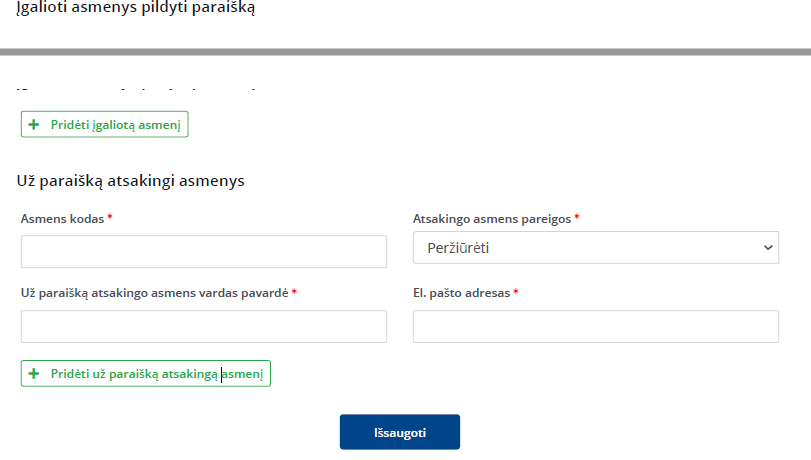 Įgalioti asmenys pildyti paraišką
+ Pridėti įgaliotą asmenį
Už paraišką atsakingi asmenys
Asmens kodas *
Atsakingo asmens pareigos *
Peržiūrėti
Už paraišką atsakingo asmens vardas pavardė *
El. pašto adresas *
+ Pridėti už paraišką atsakingą asmenį
Išsaugoti